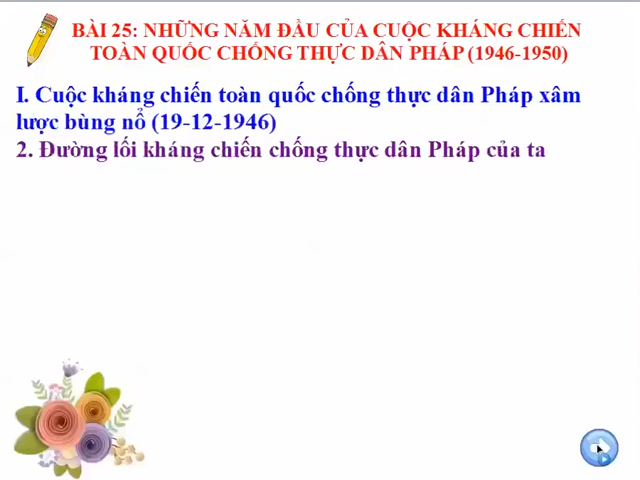 BÀI 25: NHỮNG NĂM ĐẦU CỦA CUỘC KHÁNG CHIẾN
TOÀN QUỐC CHỐNG THỰC DÂN PHÁP (1946-1950)
I. Cuộc kháng chiến toàn quốc chống thực dân Pháp xâm
lược bùng nổ (19-12-1946)
2. Đường lối kháng chiến chống thực dân Pháp của ta